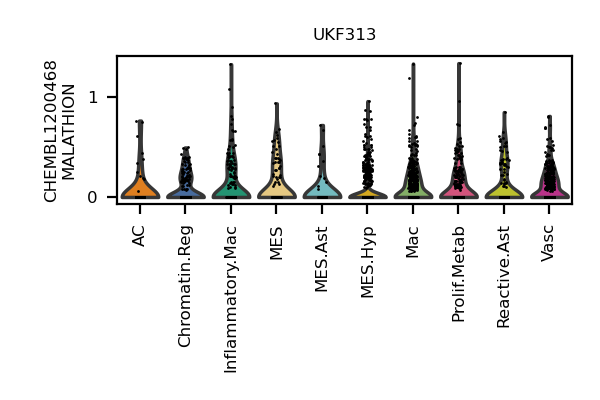 UKF313
CHEMBL1200468
MALATHION
1
0
AC
Chromatin.Reg
Inflammatory.Mac
MES
MES.Ast
MES.Hyp
Mac
Prolif.Metab
Reactive.Ast
Vasc